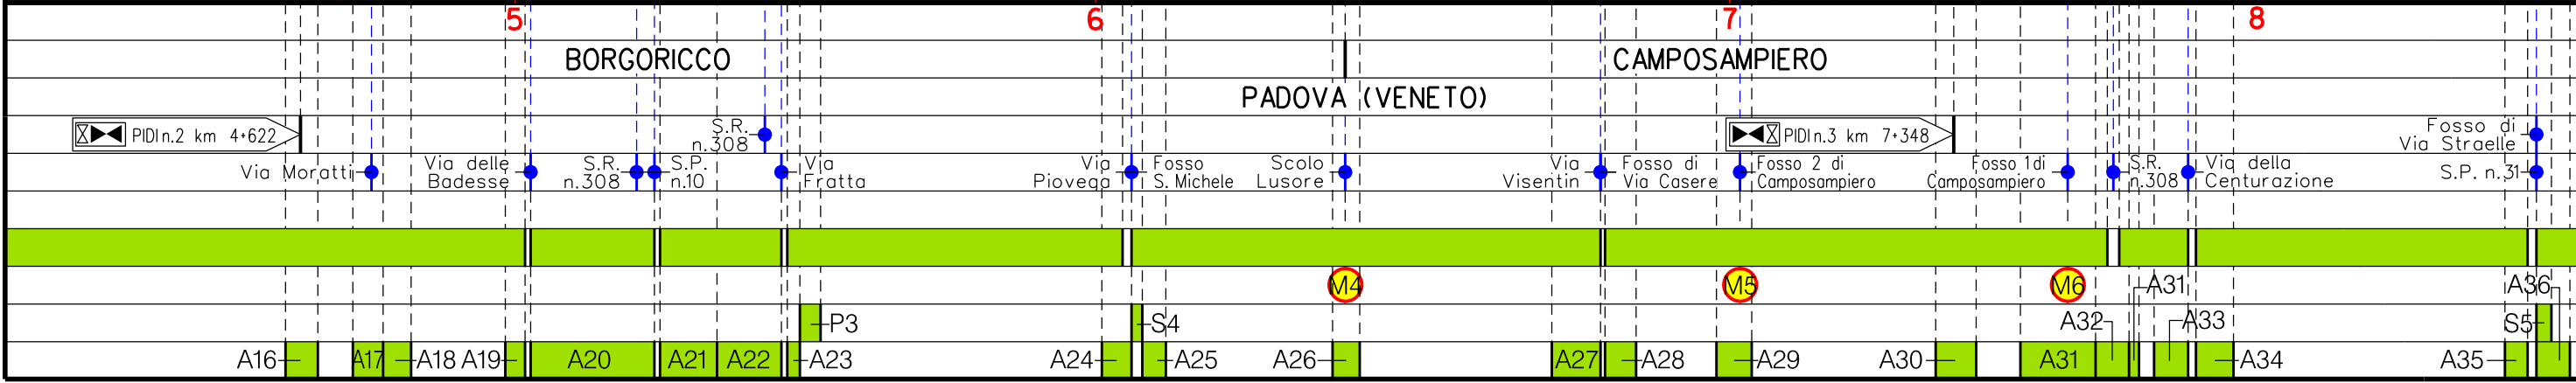 5 6 7 8
BORGORICCO CAMPOSAMPIERO
PADOVA (VENETO)
PIDI n.2 km 4+622
S.R.
n.308
PIDI n.3 km 7+348
Fosso di
Via Straelle
Via Moratti
Via delle
Badesse
S.R.
n.308
S.P.
n.10
Via
Fratta
Via
Piovega
Fosso
S. Michele
Scolo
Lusore
Via
Visentin
Fosso di
Via Casere
Fosso 2 di
Camposampiero
Fosso 1 di
Camposampiero
S.R.
n.308
Via della
Centurazione
S.P. n.31
M4 M5 M6 A31 A36
P3 S4 A32 A33 S5
A16 A17 A18 A19 A20 A21 A22 A23 A24 A25 A26 A27 A28 A29 A30 A31 A34 A35